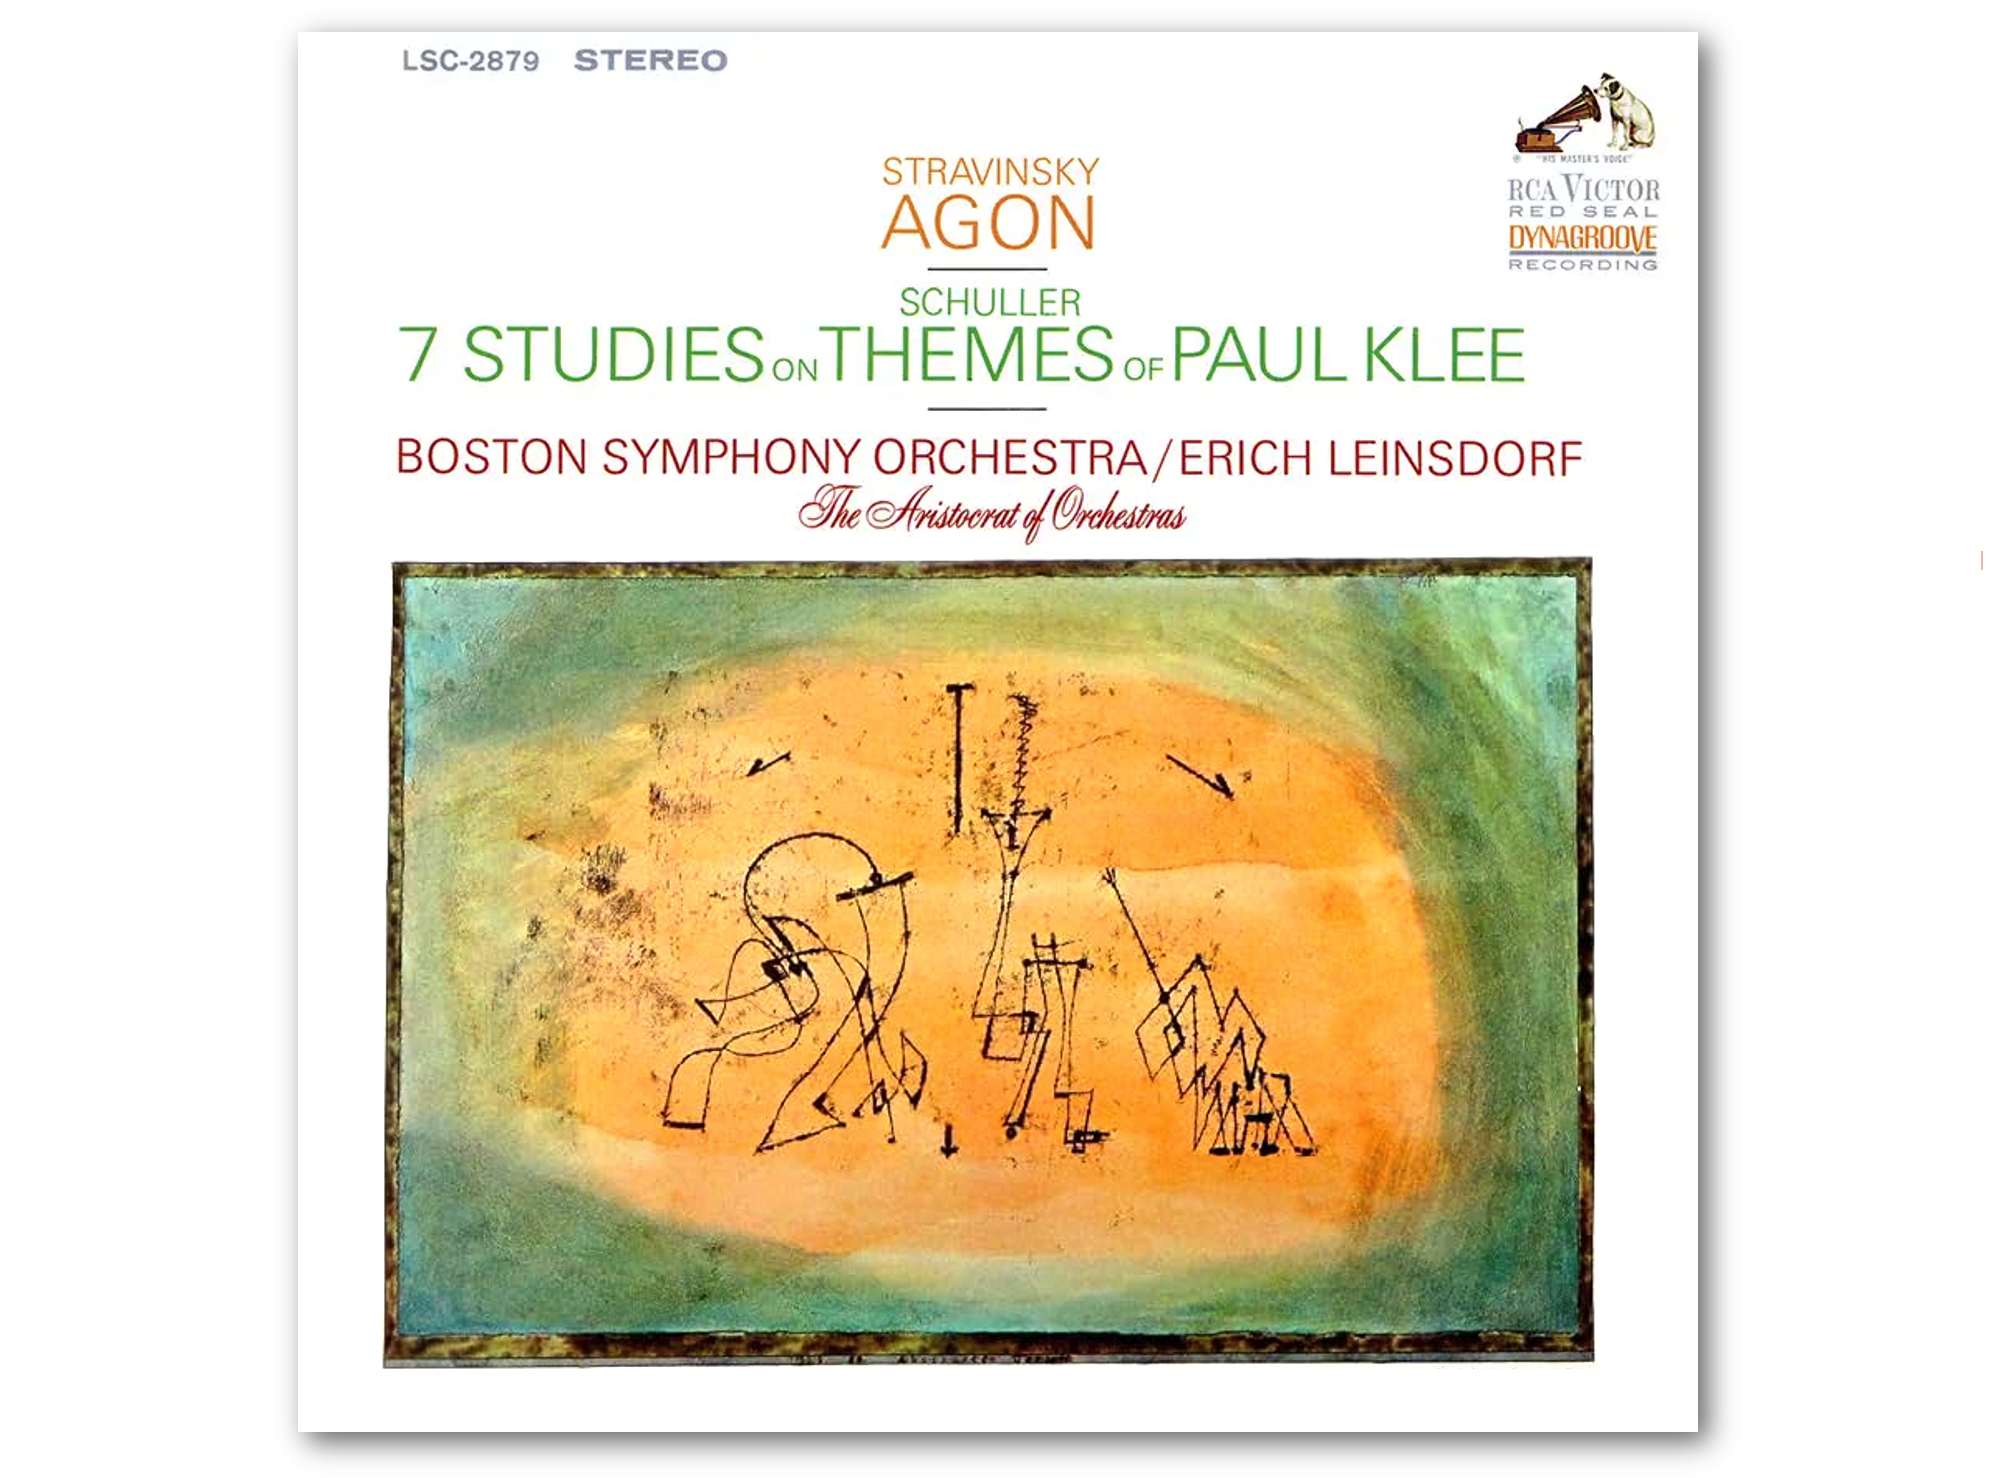 LSC-2879 STEREO
® "HIS MASTER'S VOICE"
RCA VICTOR
RED SEAL
DYNAGROOVE
RECORDING
STRAVINSKY
AGON
SCHULLER
7 STUDIES ON THEMES OF PAUL KLEE
BOSTON SYMPHONY ORCHESTRA/ERICH LEINSDORF
The Aristocrat of Orchestras